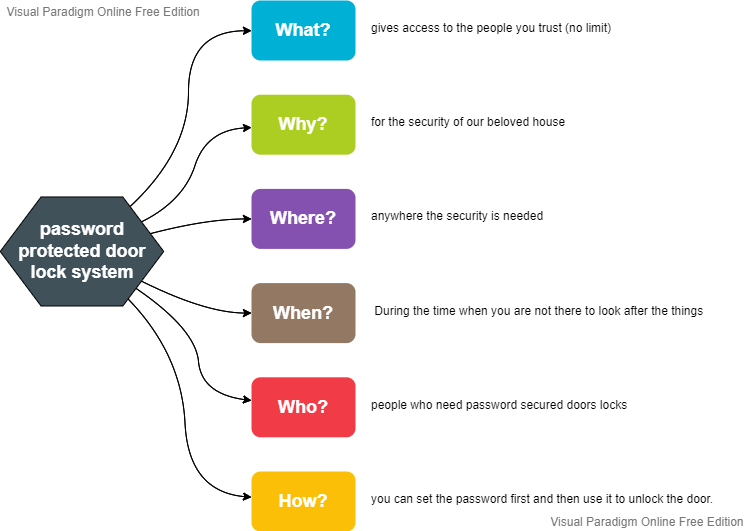 Visual Paradigm Online Free Edition
What?
gives access to the people you trust (no limit)
Why?
for the security of our beloved house
password
protected door
lock system
Where?
anywhere the security is needed
When?
During the time when you are not there to look after the things
Who?
people who need password secured doors locks
How?
you can set the password first and then use it to unlock the door.
Visual Paradigm Online Free Edition